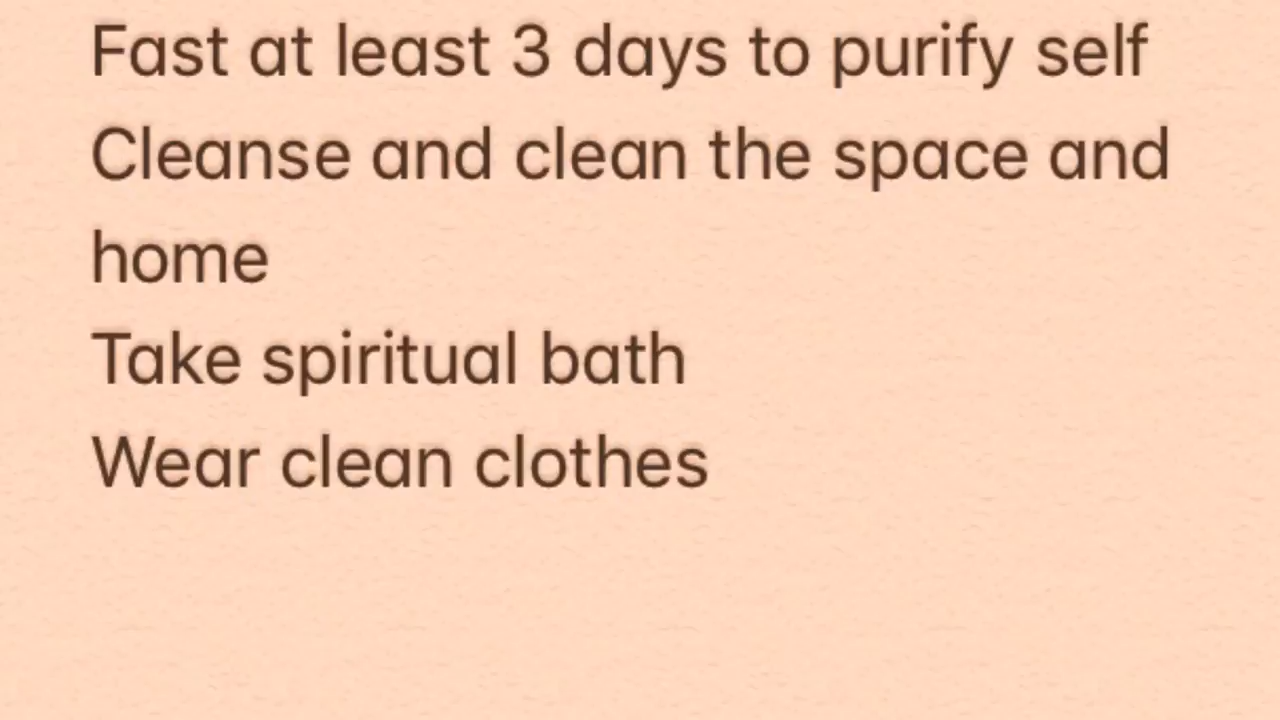 Fast at least 3 days to purify self
Cleanse and clean the space and
home
Take spiritual bath
Wear clean clothes